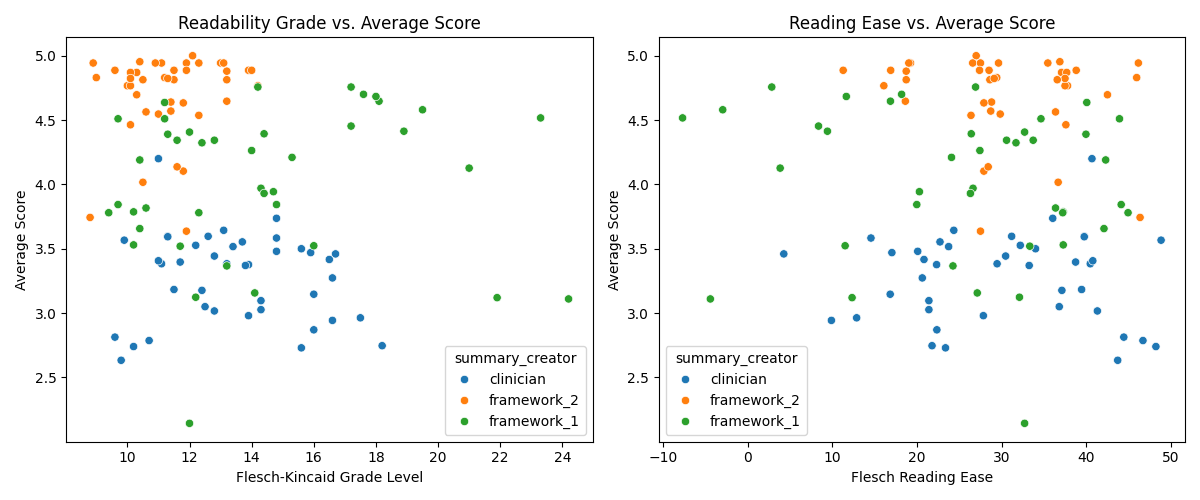 Readability Grade vs. Average Score
Average Score
5.0
4.5
4.0
3.5
3.0
2.5
10
12
14
16
18
20
22
24
Flesch-Kincaid Grade Level
summary_creator
clinician
framework_2
framework_1
Reading Ease vs. Average Score
Average Score
5.0
4.5
4.0
3.5
3.0
2.5
−10
0
10
20
30
40
50
Flesch Reading Ease
summary_creator
clinician
framework_2
framework_1